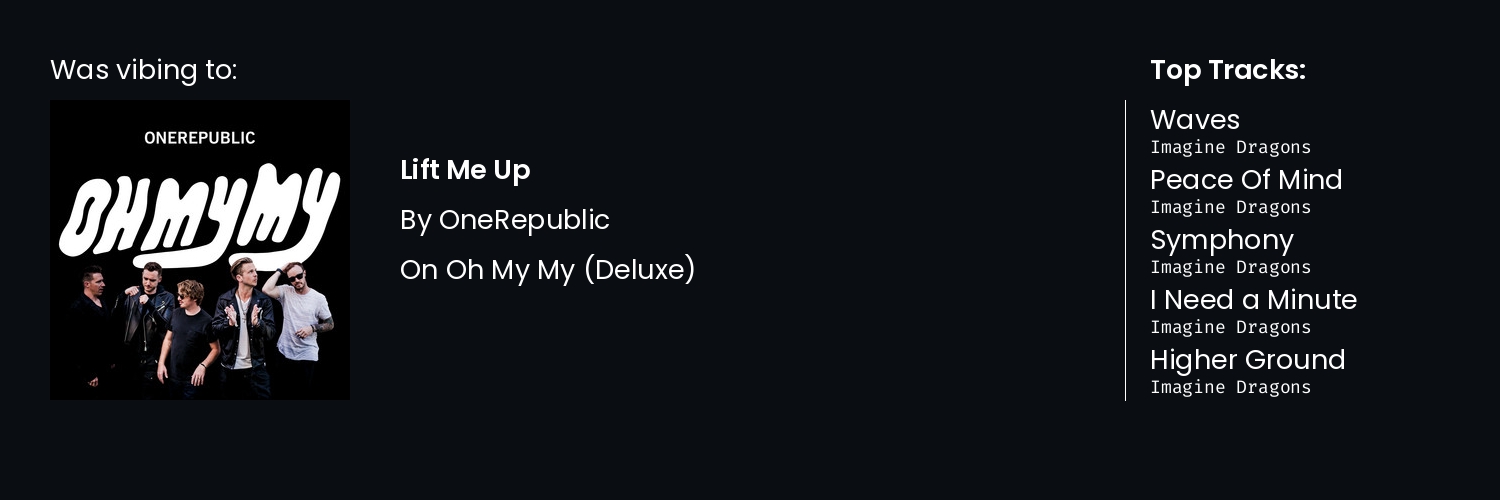 Was vibing to:
ONEREPUBLIC
OH MY MY
Lift Me Up
By OneRepublic
On Oh My My (Deluxe)
Top Tracks:
Waves
Imagine Dragons
Peace Of Mind
Imagine Dragons
Symphony
Imagine Dragons
I Need a Minute
Imagine Dragons
Higher Ground
Imagine Dragons